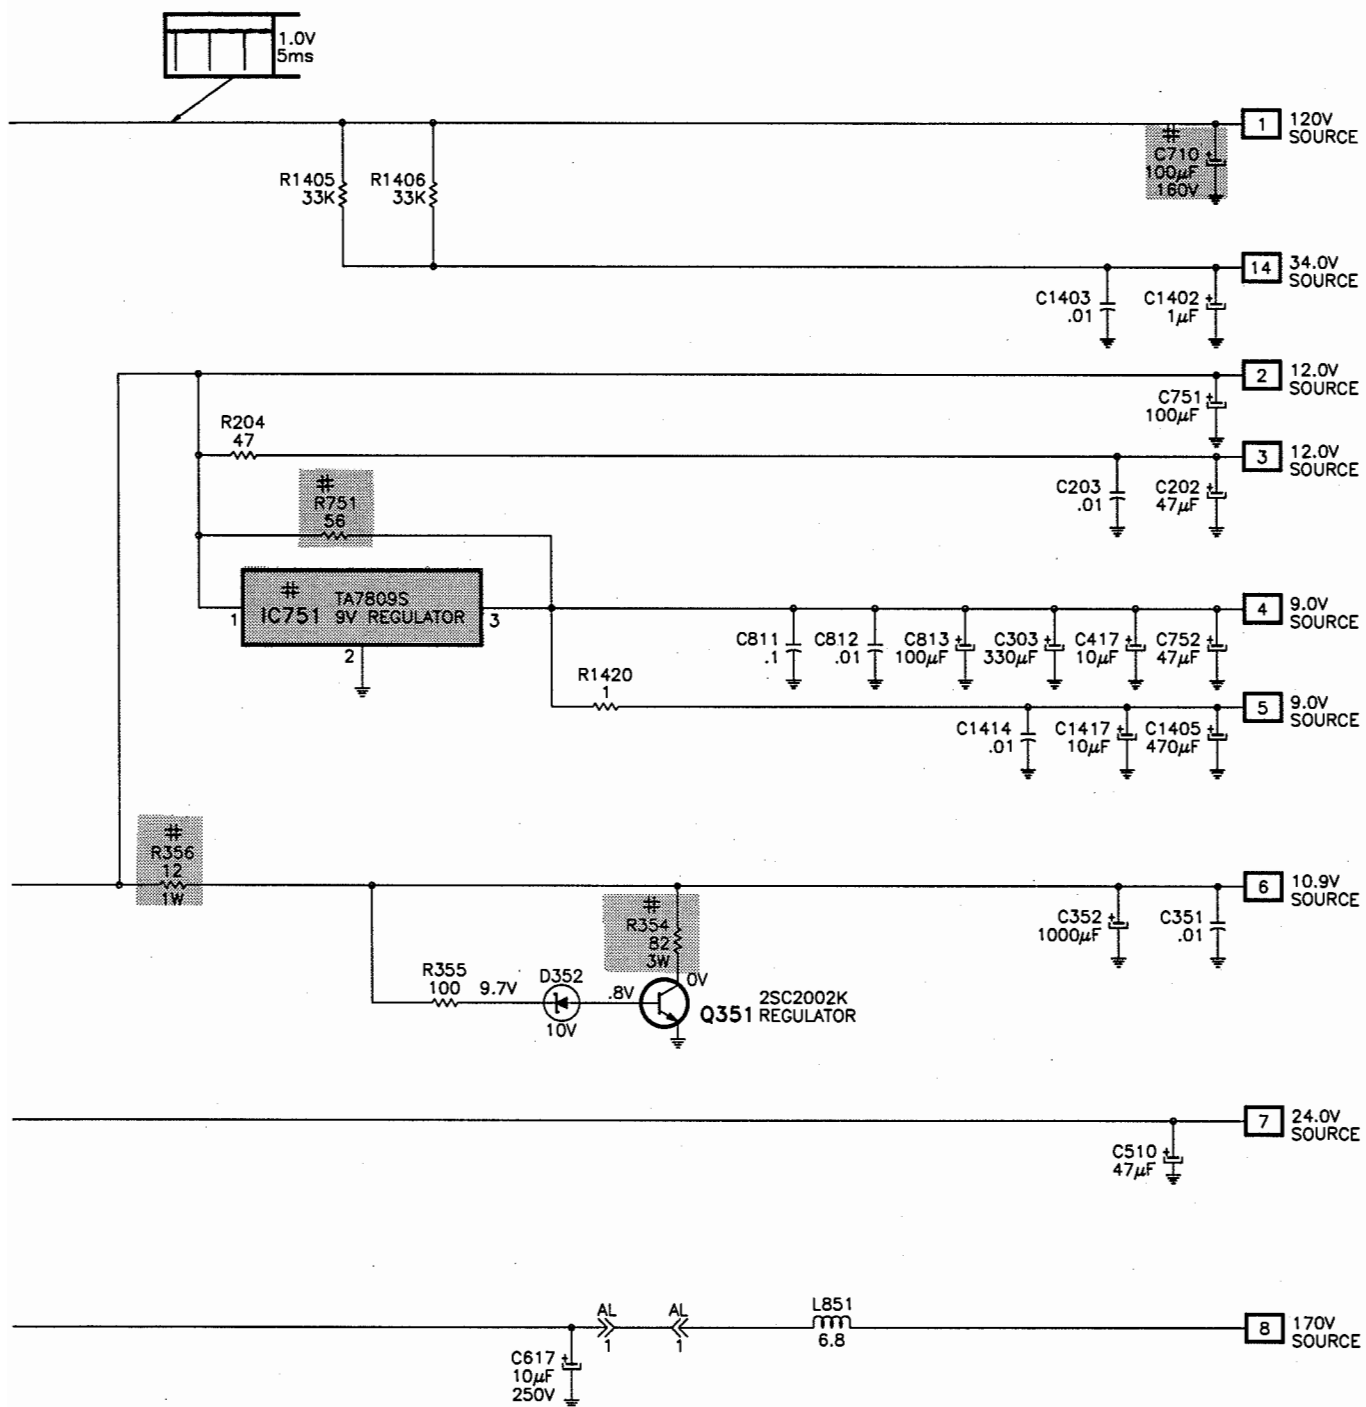 1.0V
5ms
1
120V
SOURCE
#
C710
+
100µF
160V
R1405
33K
R1406
33K
14
34.0V
SOURCE
C1403
.01
C1402
+
1µF
2
12.0V
SOURCE
C751
+
100µF
R204
47
3
12.0V
SOURCE
C203
.01
C202
+
47µF
#
R751
56
#
IC751
TA7809S
9V REGULATOR
1
2
3
4
9.0V
SOURCE
C811
.1
C812
.01
C813
+
100µF
C303
+
330µF
C417
+
10µF
C752
+
47µF
R1420
1
5
9.0V
SOURCE
C1414
.01
C1417
+
10µF
C1405
+
470µF
#
R356
12
1W
6
10.9V
SOURCE
#
R354
82
3W
C352
+
1000µF
C351
.01
R355
100
9.7V
D352
10V
.8V
0V
Q351
2SC2002K
REGULATOR
7
24.0V
SOURCE
C510
+
47µF
AL
1
AL
1
L851
6.8
8
170V
SOURCE
C617
+
10µF
250V